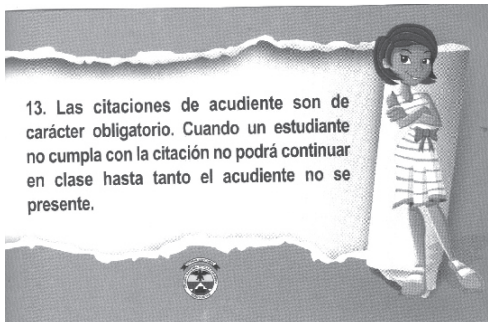 13. Las citaciones de acudiente son de
carácter obligatorio. Cuando un estudiante
no cumpla con la citación no podrá continuar
en clase hasta tanto el acudiente no se
presente.